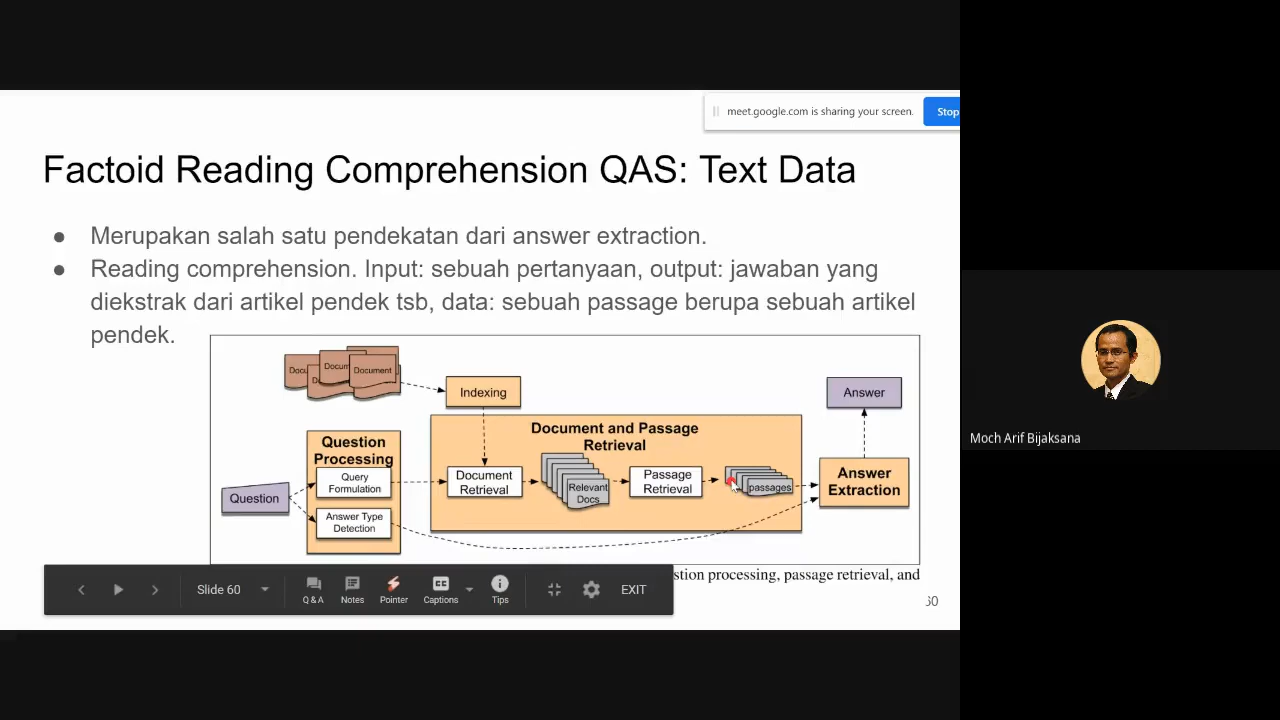 meet.google.com is sharing your screen.
Stop
Factoid Reading Comprehension QAS: Text Data
● Merupakan salah satu pendekatan dari answer extraction.
● Reading comprehension. Input: sebuah pertanyaan, output: jawaban yang
diekstrak dari artikel pendek tsb, data: sebuah passage berupa sebuah artikel
pendek.
Document
Indexing
Answer
Document and Passage
Retrieval
Question
Processing
Query
Formulation
Answer Type
Detection
Question
Document
Retrieval
Relevant
Docs
Passage
Retrieval
passages
Answer
Extraction
stion processing, passage retrieval, and
Slide 60
Q & A
Notes
Pointer
Captions
Tips
EXIT
Moch Arif Bijaksana